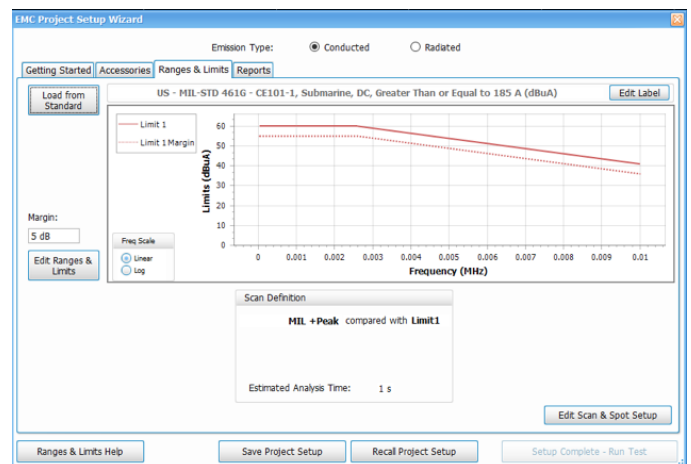 EMC Project Setup Wizard
Emission Type: Conducted Radiated
Getting Started Accessories Ranges & Limits Reports
Load from
Standard
US - MIL-STD 461G - CE101-1, Submarine, DC, Greater Than or Equal to 185 A (dBuA)
Edit Label
Limit 1
Limit 1 Margin
Limits (dBuA)
60
50
40
30
20
10
0
0 0.001 0.002 0.003 0.004 0.005 0.006 0.007 0.008 0.009 0.01
Frequency (MHz)
Freq Scale
Linear
Log
Margin:
5 dB
Edit Ranges &
Limits
Scan Definition
MIL +Peak compared with Limit1
Estimated Analysis Time: 1 s
Edit Scan & Spot Setup
Ranges & Limits Help Save Project Setup Recall Project Setup Setup Complete - Run Test